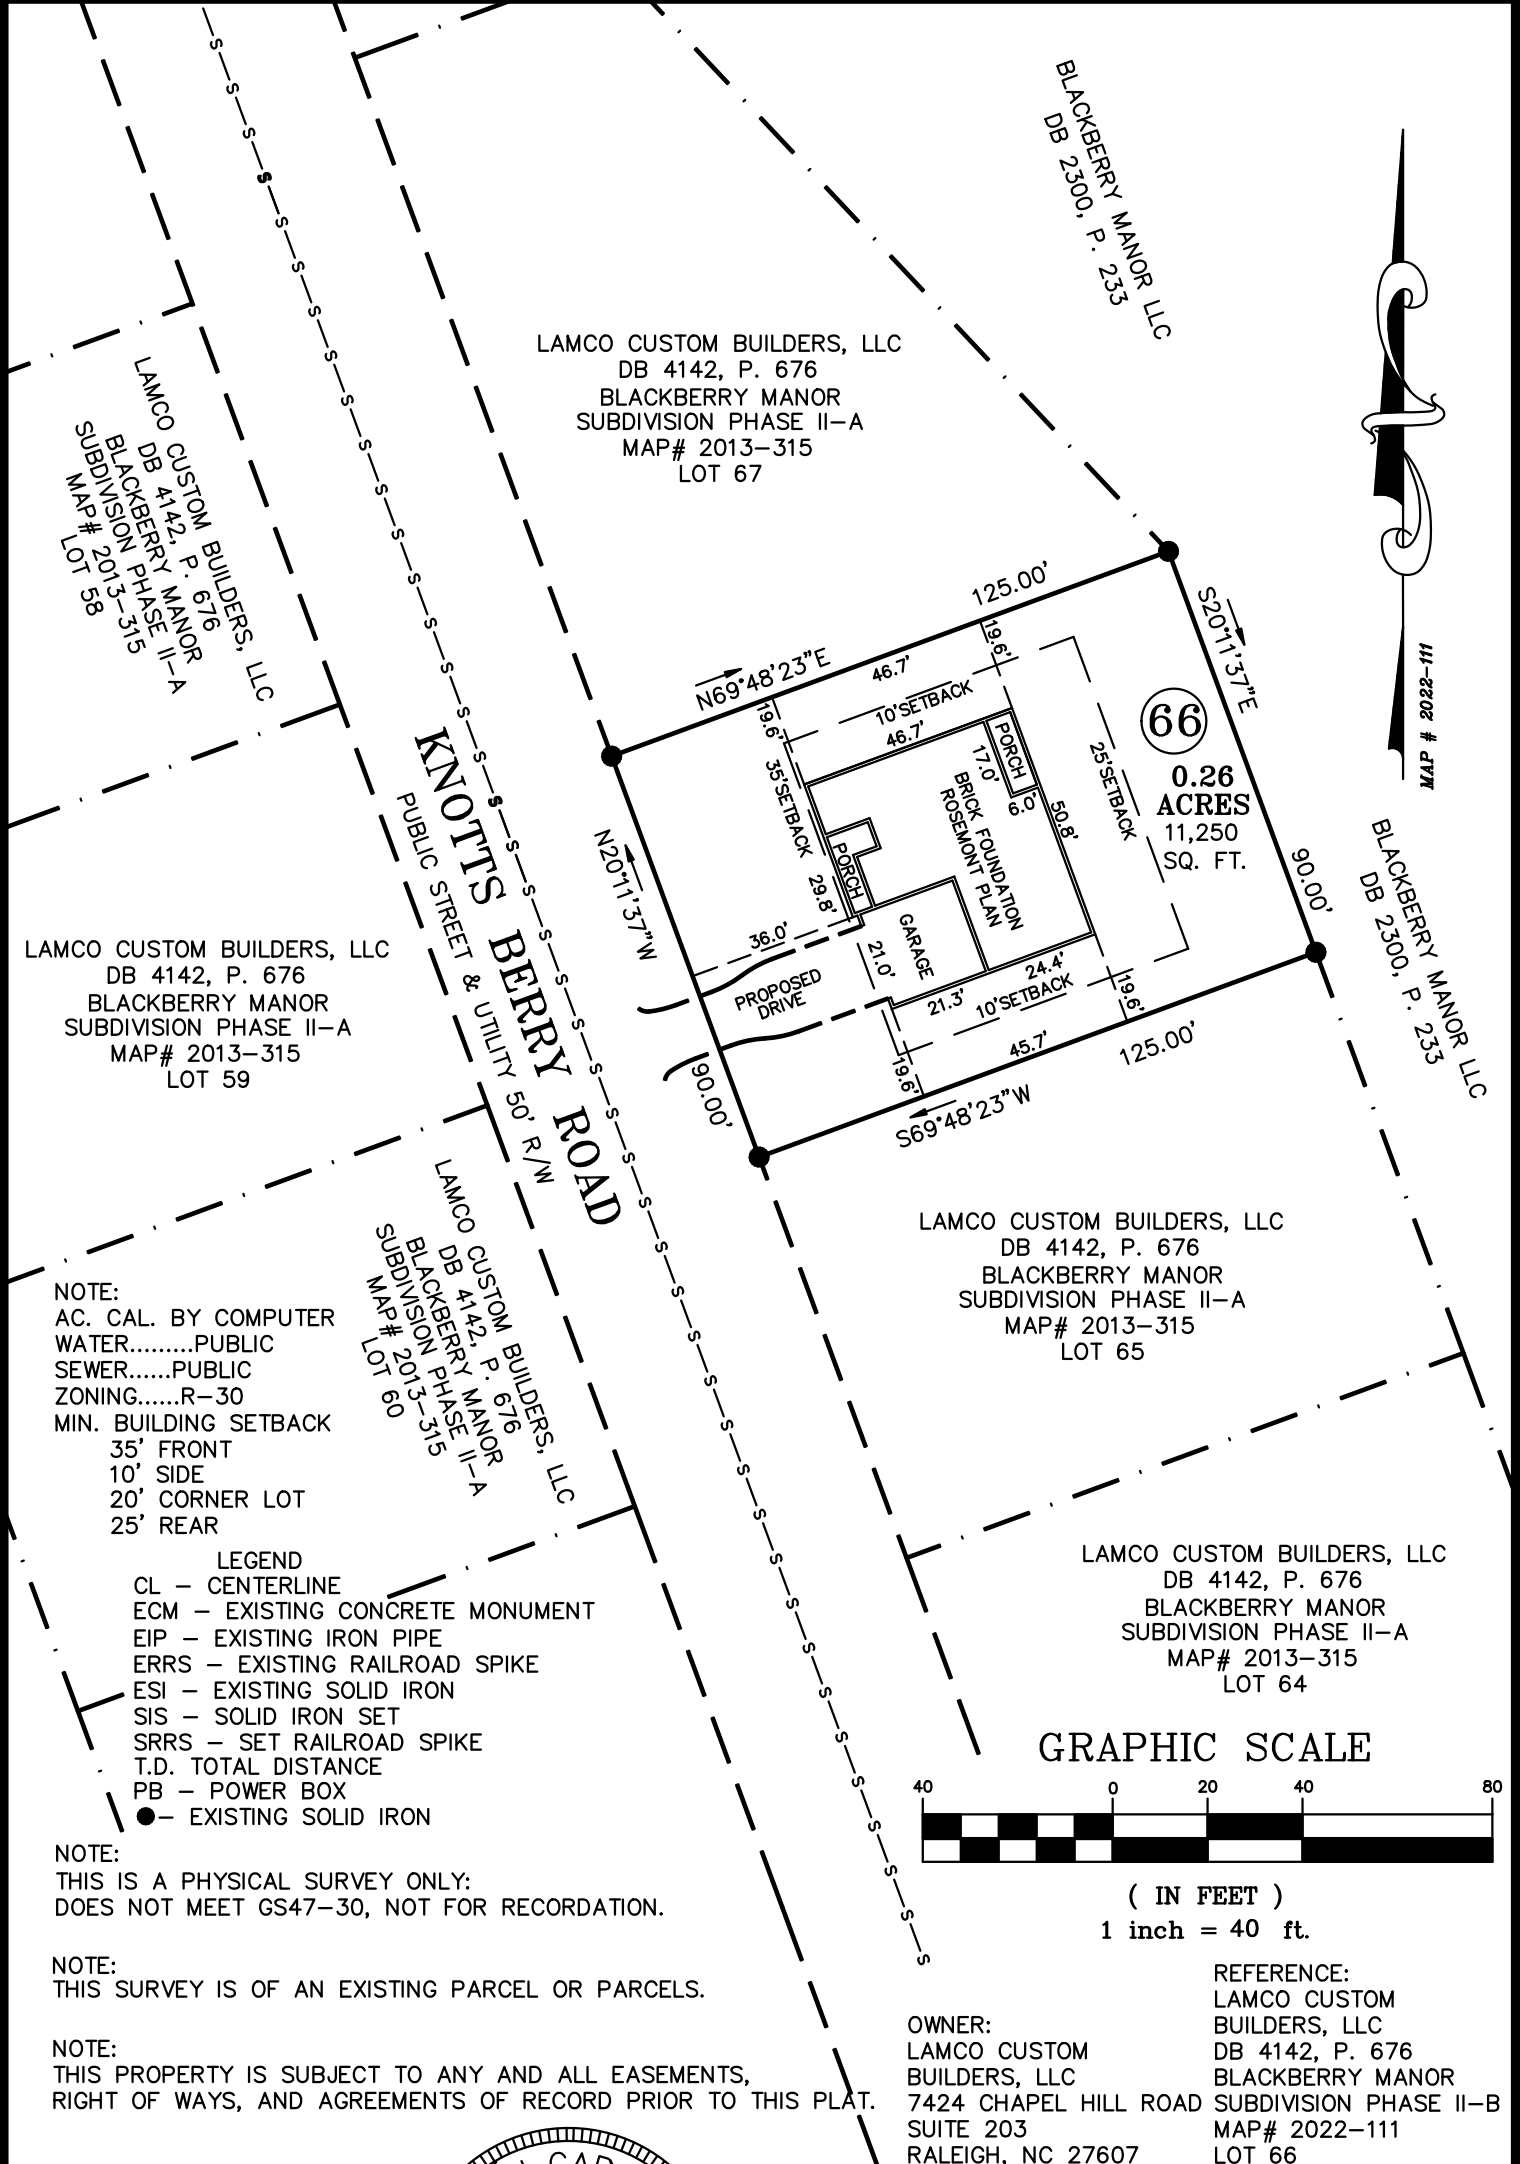 BLACKBERRY MANOR LLC
DB 2300, P. 233
LAMCO CUSTOM BUILDERS, LLC
DB 4142, P. 676
BLACKBERRY MANOR
SUBDIVISION PHASE II-A
MAP# 2013-315
LOT 67
LAMCO CUSTOM BUILDERS, LLC
DB 4142, P. 676
BLACKBERRY MANOR
SUBDIVISION PHASE II-A
MAP# 2013-315
LOT 58
MAP # 2022-111
125.00'
N69°48'23"E
S20°11'37"E
90.00'
19.6'
46.7'
19.6'
10'SETBACK
46.7'
35'SETBACK
25'SETBACK
PORCH
17.0'
6.0'
50.8'
BRICK FOUNDATION
ROSEMONT PLAN
66
0.26
ACRES
11,250
SQ. FT.
PORCH
29.8'
36.0'
GARAGE
21.0'
21.3'
24.4'
10'SETBACK
19.6'
45.7'
19.6'
PROPOSED
DRIVE
N20°11'37"W
90.00'
125.00'
S69°48'23"W
KNOTTS BERRY ROAD
PUBLIC STREET & UTILITY 50' R/W
S S S S S S S S S S S S S S S S S S S S S S S S S S S S S S S S S S S S S S S S S S S S
BLACKBERRY MANOR LLC
DB 2300, P. 233
LAMCO CUSTOM BUILDERS, LLC
DB 4142, P. 676
BLACKBERRY MANOR
SUBDIVISION PHASE II-A
MAP# 2013-315
LOT 59
LAMCO CUSTOM BUILDERS, LLC
DB 4142, P. 676
BLACKBERRY MANOR
SUBDIVISION PHASE II-A
MAP# 2013-315
LOT 60
LAMCO CUSTOM BUILDERS, LLC
DB 4142, P. 676
BLACKBERRY MANOR
SUBDIVISION PHASE II-A
MAP# 2013-315
LOT 65
NOTE:
AC. CAL. BY COMPUTER
WATER.........PUBLIC
SEWER......PUBLIC
ZONING......R-30
MIN. BUILDING SETBACK
35' FRONT
10' SIDE
20' CORNER LOT
25' REAR
LEGEND
CL - CENTERLINE
ECM - EXISTING CONCRETE MONUMENT
EIP - EXISTING IRON PIPE
ERRS - EXISTING RAILROAD SPIKE
ESI - EXISTING SOLID IRON
SIS - SOLID IRON SET
SRRS - SET RAILROAD SPIKE
T.D. TOTAL DISTANCE
PB - POWER BOX
●- EXISTING SOLID IRON
LAMCO CUSTOM BUILDERS, LLC
DB 4142, P. 676
BLACKBERRY MANOR
SUBDIVISION PHASE II-A
MAP# 2013-315
LOT 64
GRAPHIC SCALE
40 0 20 40 80
( IN FEET )
1 inch = 40 ft.
NOTE:
THIS IS A PHYSICAL SURVEY ONLY:
DOES NOT MEET GS47-30, NOT FOR RECORDATION.
NOTE:
THIS SURVEY IS OF AN EXISTING PARCEL OR PARCELS.
NOTE:
THIS PROPERTY IS SUBJECT TO ANY AND ALL EASEMENTS,
RIGHT OF WAYS, AND AGREEMENTS OF RECORD PRIOR TO THIS PLAT.
OWNER:
LAMCO CUSTOM
BUILDERS, LLC
7424 CHAPEL HILL ROAD
SUITE 203
RALEIGH, NC 27607
REFERENCE:
LAMCO CUSTOM
BUILDERS, LLC
DB 4142, P. 676
BLACKBERRY MANOR
SUBDIVISION PHASE II-B
MAP# 2022-111
LOT 66